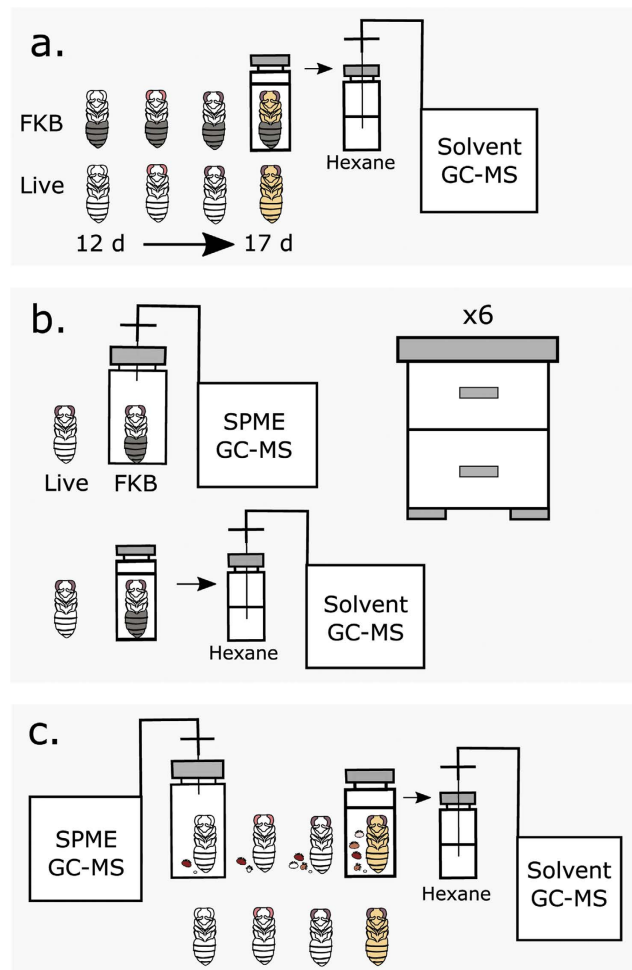 a.
FKB
Live
12 d
17 d
Hexane
Solvent
GC-MS
b.
x6
SPME
GC-MS
Live
FKB
Hexane
Solvent
GC-MS
c.
SPME
GC-MS
Hexane
Solvent
GC-MS